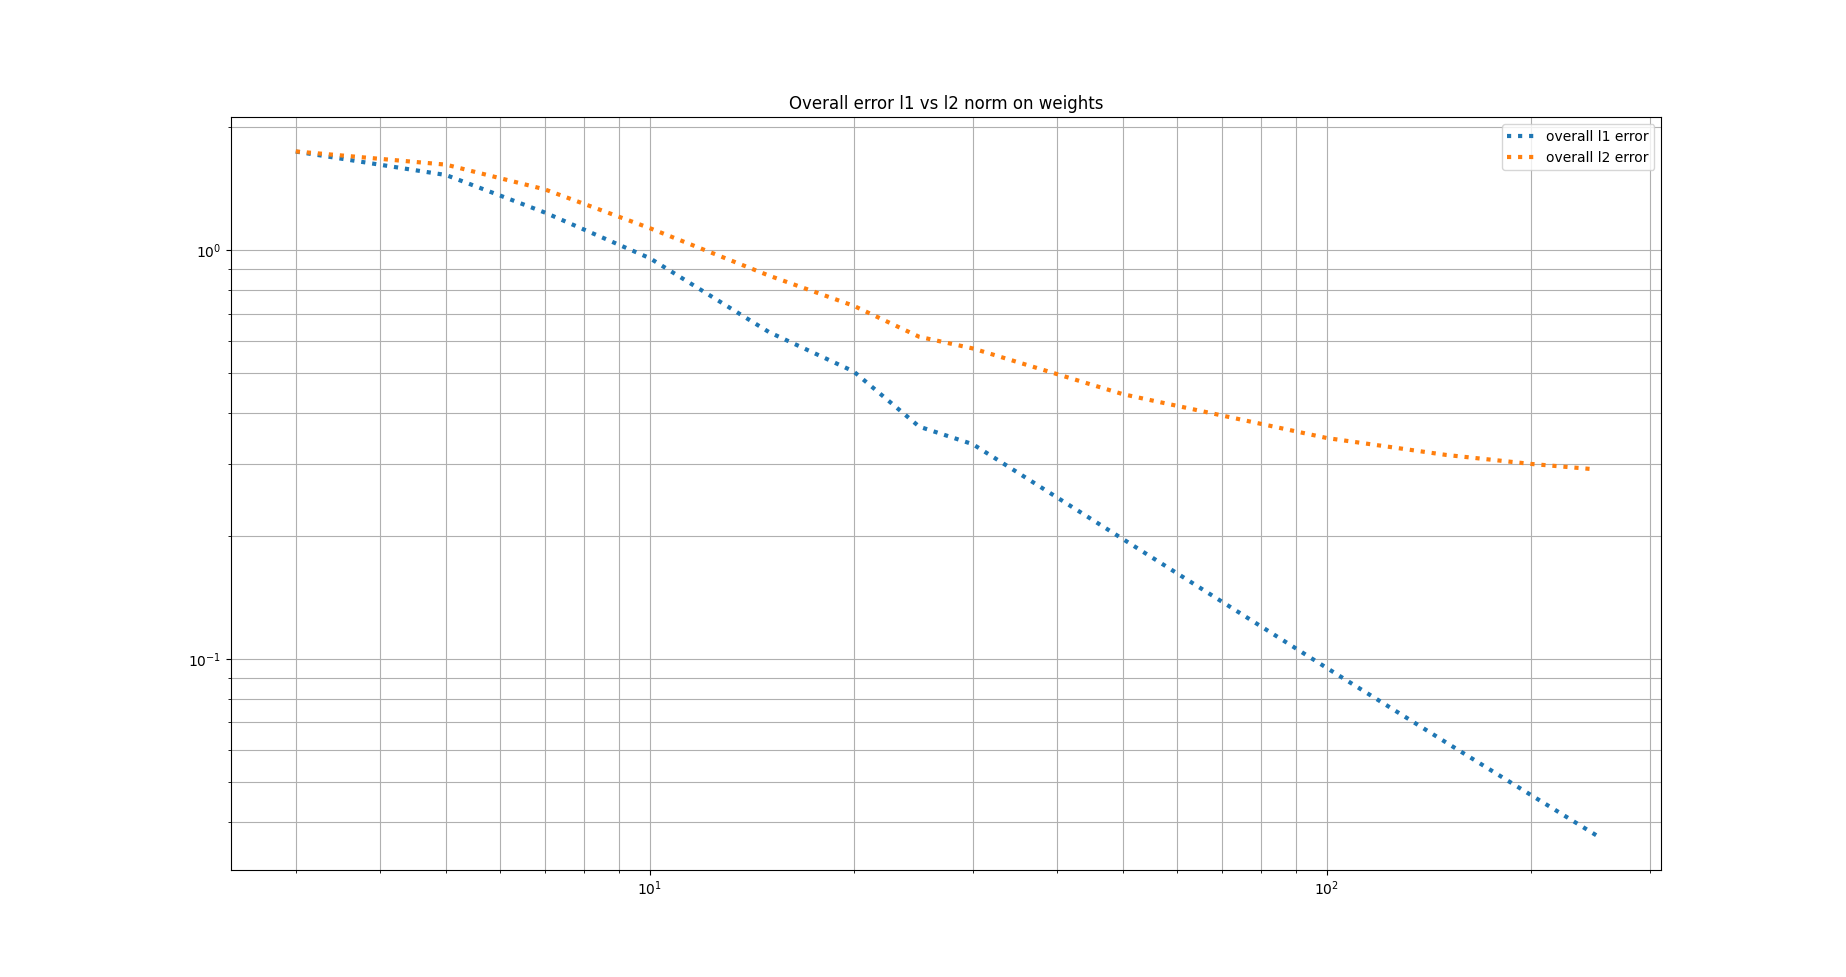 Overall error l1 vs l2 norm on weights
overall l1 error
overall l2 error
10⁰
10⁻¹
10¹
10²